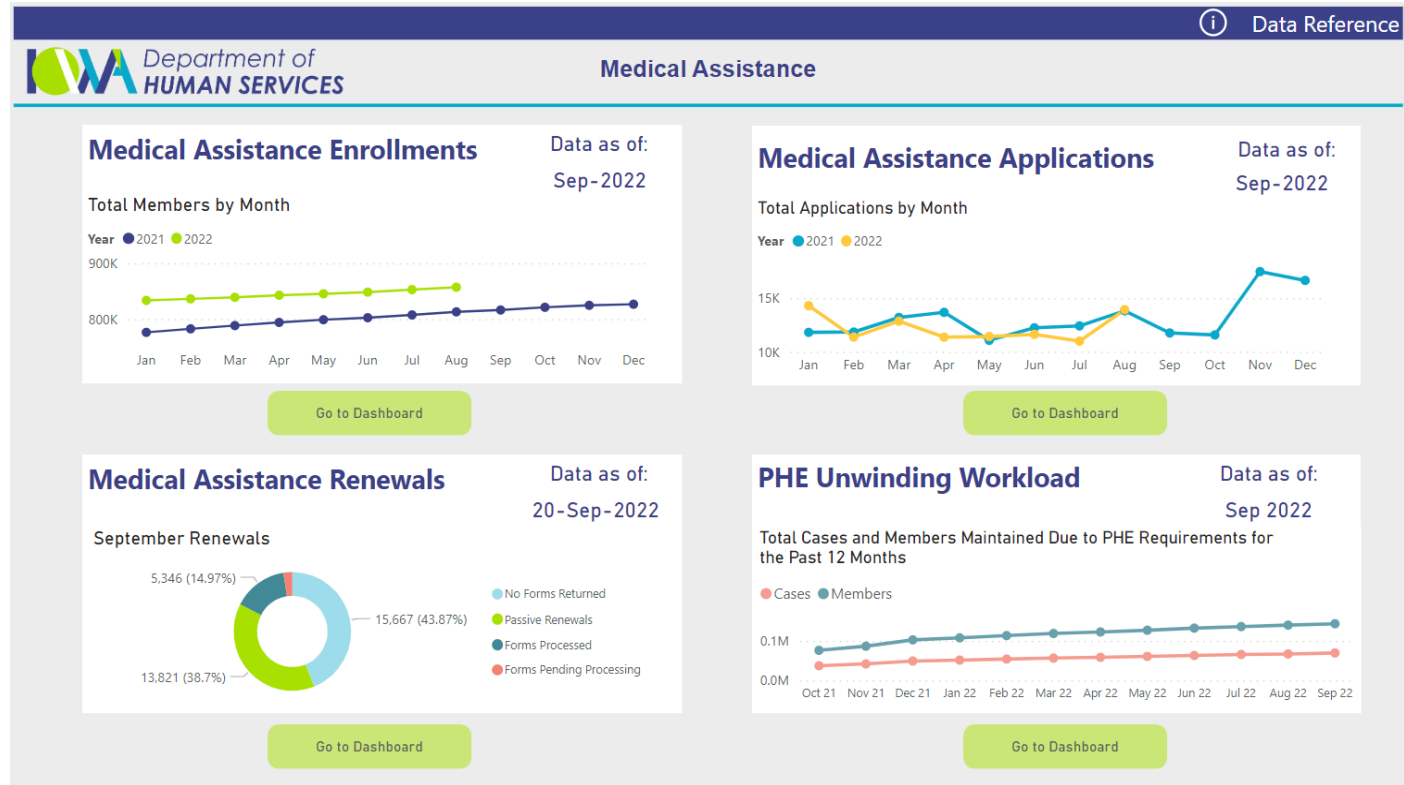 Data Reference
IOWA Department of
HUMAN SERVICES
Medical Assistance
Medical Assistance Enrollments
Data as of:
Sep-2022
Total Members by Month
Year 2021 2022
900K
800K
Jan Feb Mar Apr May Jun Jul Aug Sep Oct Nov Dec
Go to Dashboard
Medical Assistance Applications
Data as of:
Sep-2022
Total Applications by Month
Year 2021 2022
15K
10K
Jan Feb Mar Apr May Jun Jul Aug Sep Oct Nov Dec
Go to Dashboard
Medical Assistance Renewals
Data as of:
20-Sep-2022
September Renewals
5,346 (14.97%)
15,667 (43.87%)
13,821 (38.7%)
No Forms Returned
Passive Renewals
Forms Processed
Forms Pending Processing
Go to Dashboard
PHE Unwinding Workload
Data as of:
Sep 2022
Total Cases and Members Maintained Due to PHE Requirements for
the Past 12 Months
Cases Members
0.1M
0.0M
Oct 21 Nov 21 Dec 21 Jan 22 Feb 22 Mar 22 Apr 22 May 22 Jun 22 Jul 22 Aug 22 Sep 22
Go to Dashboard